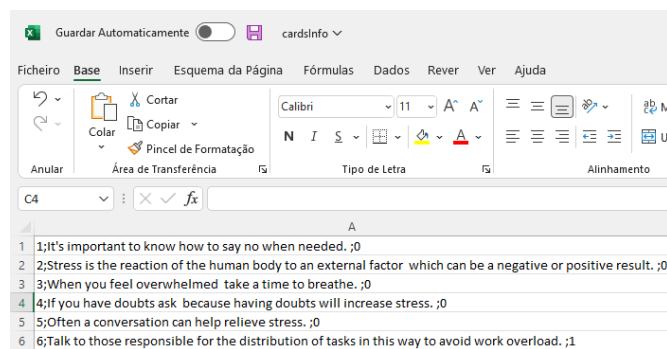 Guardar Automaticamente cardsInfo
Ficheiro Base Inserir Esquema da Página Fórmulas Dados Rever Ver Ajuda
Cortar
Copiar
Pincel de Formatação
Colar
Calibri 11 A^ A˅
N I S A
ab M
U
Anular Área de Transferência Tipo de Letra Alinhamento
C4 fx
A
1 1;It's important to know how to say no when needed. ;0
2 2;Stress is the reaction of the human body to an external factor  which can be a negative or positive result. ;0
3 3;When you feel overwhelmed  take a time to breathe. ;0
4 4;If you have doubts ask  because having doubts will increase stress. ;0
5 5;Often a conversation can help relieve stress. ;0
6 6;Talk to those responsible for the distribution of tasks in this way to avoid work overload. ;1